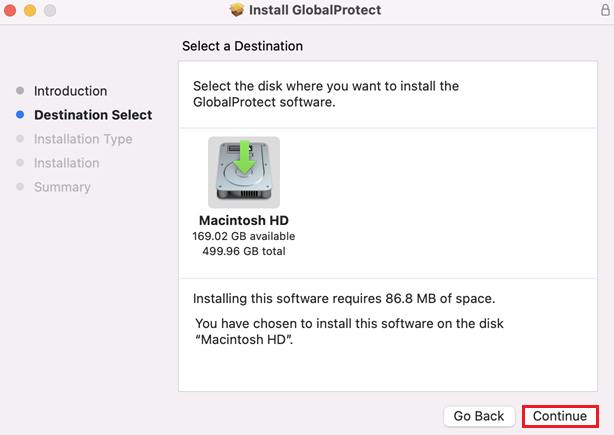 Install GlobalProtect
Select a Destination
Introduction
Destination Select
Installation Type
Installation
Summary
Select the disk where you want to install the
GlobalProtect software.
Macintosh HD
169.02 GB available
499.96 GB total
Installing this software requires 86.8 MB of space.
You have chosen to install this software on the disk
“Macintosh HD”.
Go Back
Continue